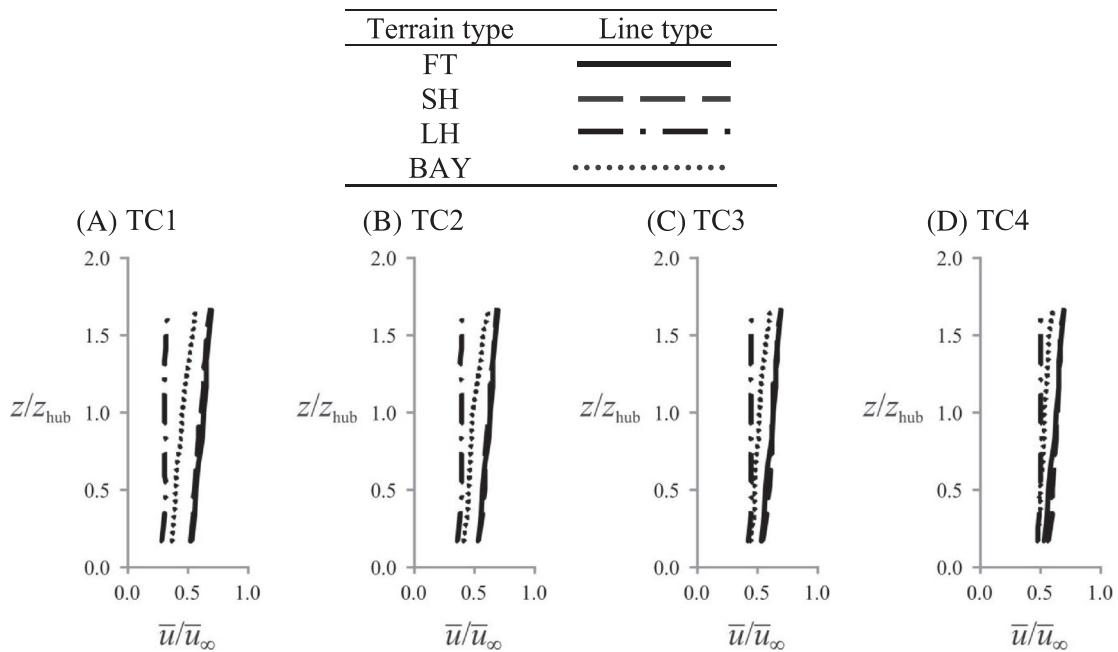 Terrain type Line type
FT
SH
LH
BAY
(A) TC1 (B) TC2 (C) TC3 (D) TC4
2.0 2.0 2.0 2.0
1.5 1.5 1.5 1.5
z/z_hub 1.0 z/z_hub 1.0 z/z_hub 1.0 z/z_hub 1.0
0.5 0.5 0.5 0.5
0.0 0.0 0.0 0.0
0.0 0.5 1.0 0.0 0.5 1.0 0.0 0.5 1.0 0.0 0.5 1.0
u̅/u̅_∞ u̅/u̅_∞ u̅/u̅_∞ u̅/u̅_∞